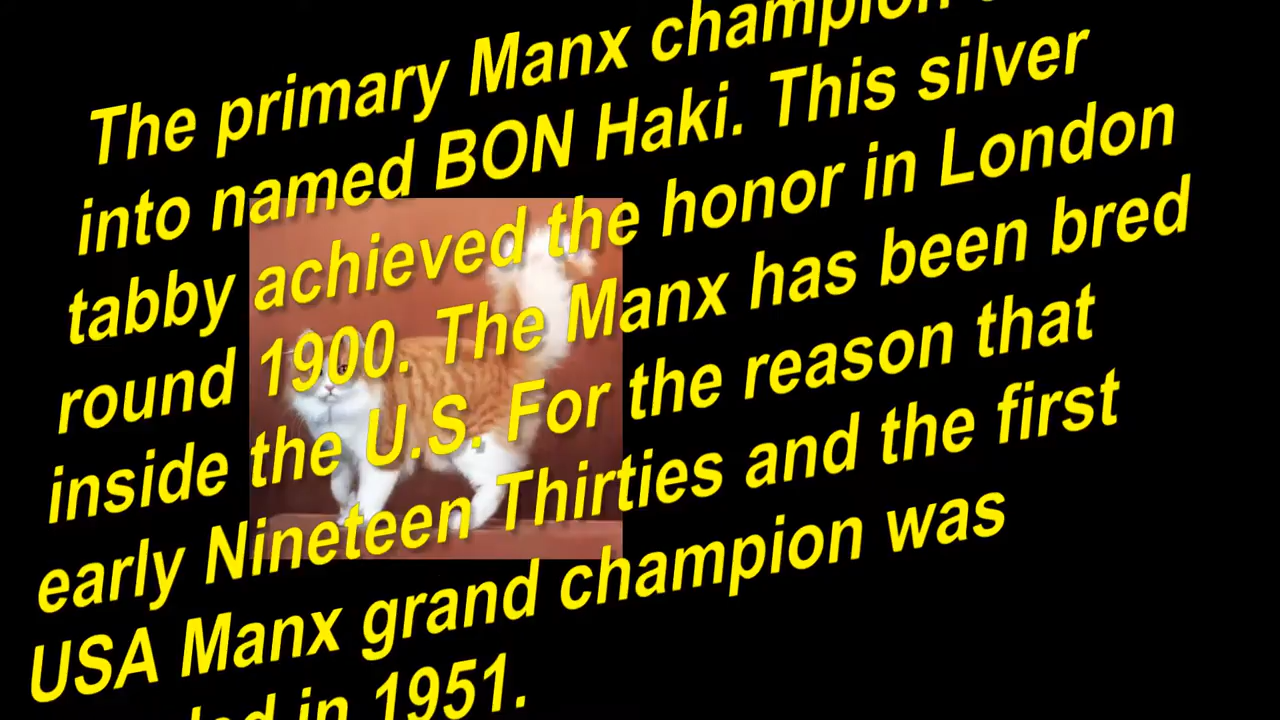 The primary Manx champion
into named BON Haki. This silver
tabby achieved the honor in London
round 1900. The Manx has been bred
inside the U.S. For the reason that
early Nineteen Thirties and the first
USA Manx grand champion was
in 1951.